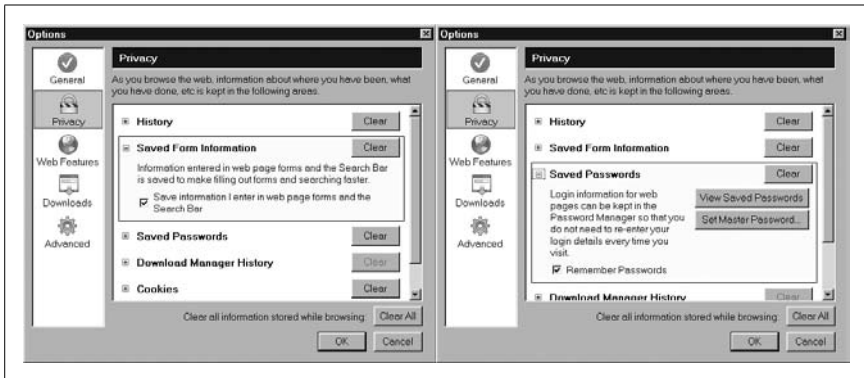 Options
General
Privacy
Web Features
Downloads
Advanced
Privacy
As you browse the web, information about where you have been, what
you have done, etc is kept in the following areas.
History Clear
Saved Form Information Clear
Information entered in web page forms and the Search Bar
is saved to make filling out forms and searching faster.
Save information I enter in web page forms and the
Search Bar
Saved Passwords Clear
Download Manager History Clear
Cookies Clear
Clear all information stored while browsing: Clear All
OK Cancel
Options
General
Privacy
Web Features
Downloads
Advanced
Privacy
As you browse the web, information about where you have been, what
you have done, etc is kept in the following areas.
History Clear
Saved Form Information Clear
Saved Passwords Clear
Login information for web
pages can be kept in the
Password Manager so that you
do not need to re-enter your
login details every time you
visit.
View Saved Passwords
Set Master Password...
Remember Passwords
Download Manager History Clear
Clear all information stored while browsing: Clear All
OK Cancel